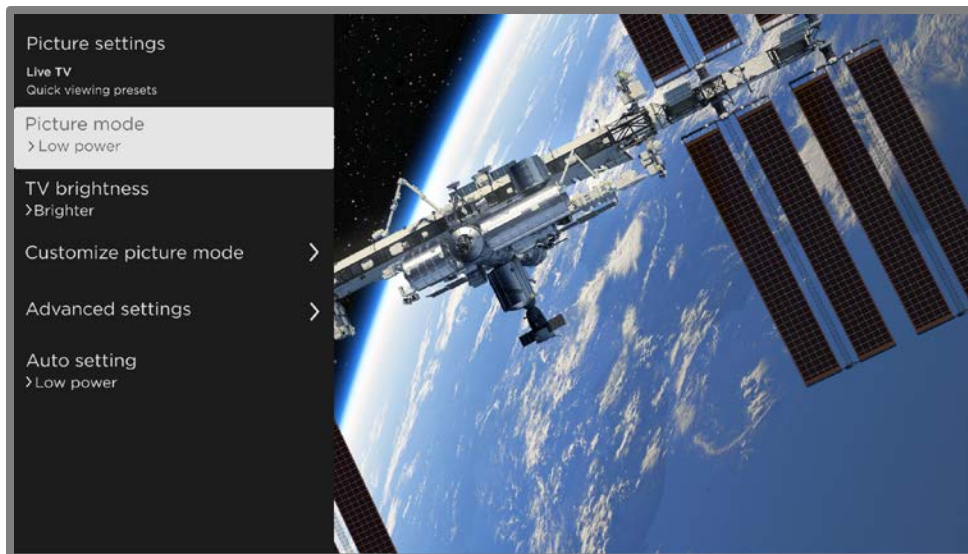 Picture settings
Live TV
Quick viewing presets
Picture mode
>Low power
TV brightness
>Brighter
Customize picture mode >
Advanced settings >
Auto setting
>Low power